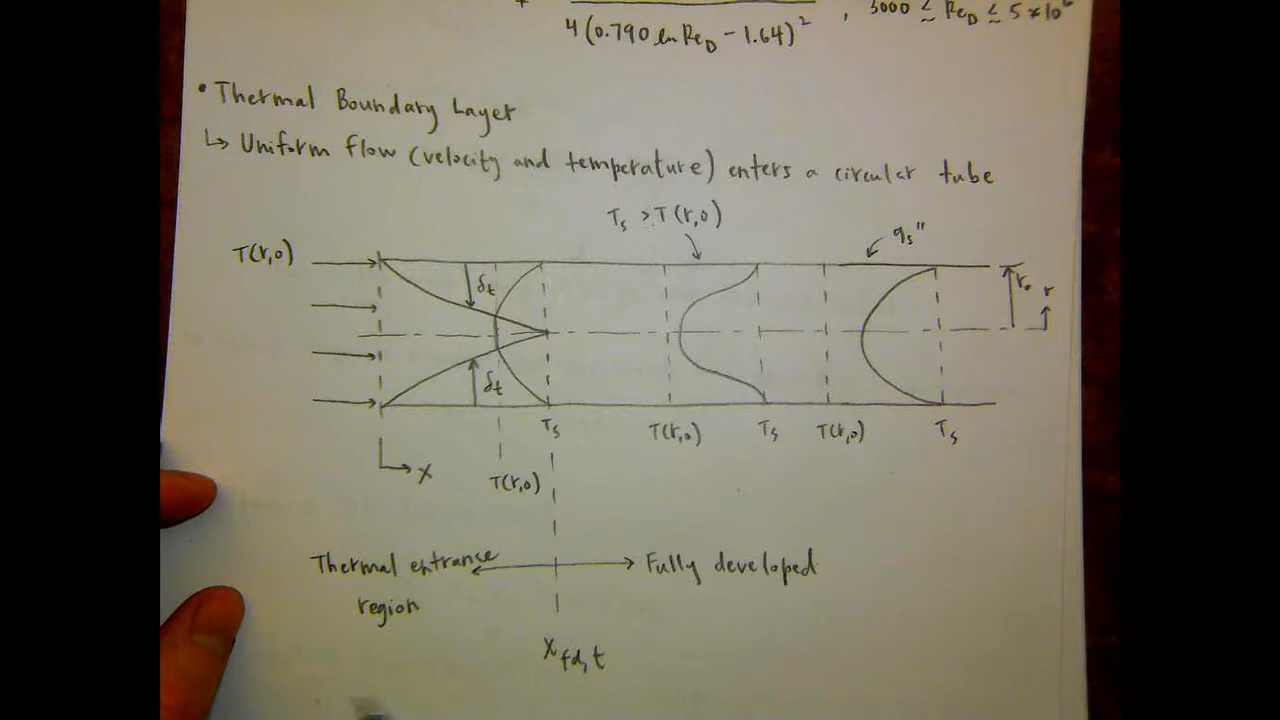 4(0.790 ln Re_D - 1.64)² , 3000 ≤ Re_D ≤ 5*10⁶
• Thermal Boundary Layer
↳ Uniform flow (velocity and temperature) enters a circular tube
T_s > T(r,0)
q_s"
T(r,0)
δ_t
r_o
r
δ_t
T_s
T(r,0)
T_s
T(r,0)
T_s
x
T(r,0)
Thermal entrance
Fully developed
region
x_fd,t